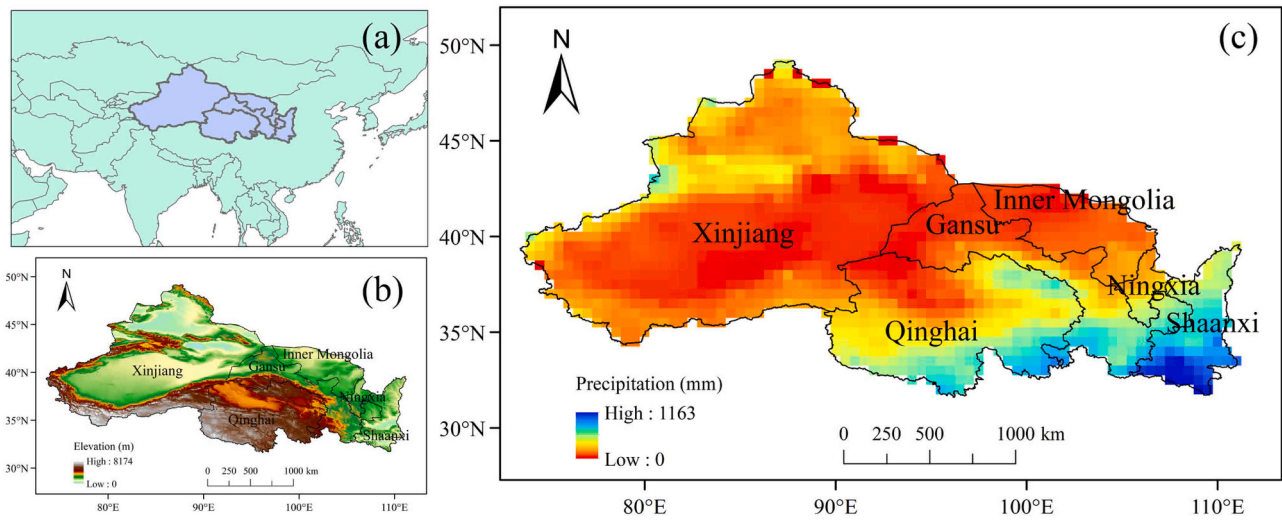 (a)
50°N
45°N
40°N
35°N
30°N
N
(b)
Inner Mongolia
Xinjiang
Gansu
Ningxia
Qinghai
Shaanxi
Elevation (m)
High : 8174
Low : 0
0 250 500 1000 km
80°E 90°E 100°E 110°E
50°N
45°N
40°N
35°N
30°N
N
(c)
Inner Mongolia
Gansu
Xinjiang
Ningxia
Qinghai
Shaanxi
Precipitation (mm)
High : 1163
Low : 0
0 250 500 1000 km
80°E 90°E 100°E 110°E